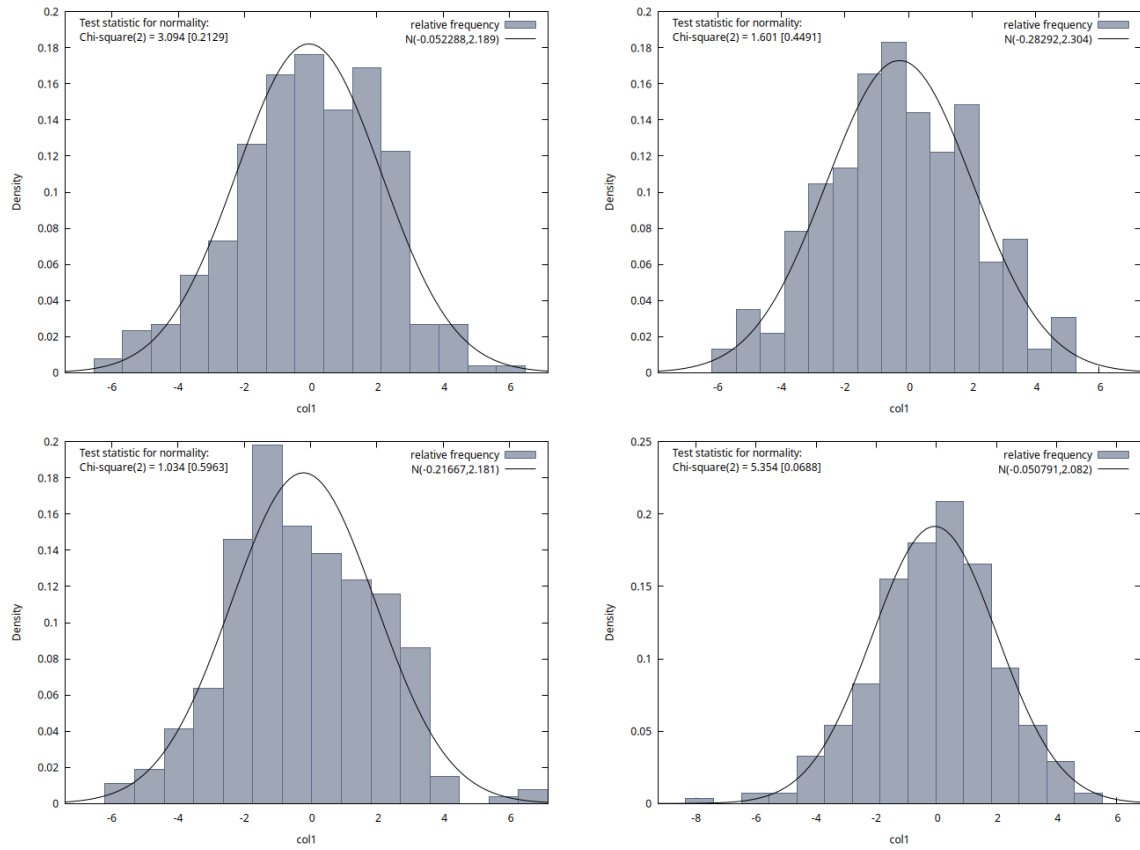 Test statistic for normality:
Chi-square(2) = 3.094 [0.2129]
relative frequency
N(-0.052288,2.189)
0.2
0.18
0.16
0.14
0.12
0.1
0.08
0.06
0.04
0.02
0
Density
-6 -4 -2 0 2 4 6
col1
Test statistic for normality:
Chi-square(2) = 1.601 [0.4491]
relative frequency
N(-0.28292,2.304)
0.2
0.18
0.16
0.14
0.12
0.1
0.08
0.06
0.04
0.02
0
Density
-6 -4 -2 0 2 4 6
col1
Test statistic for normality:
Chi-square(2) = 1.034 [0.5963]
relative frequency
N(-0.21667,2.181)
0.2
0.18
0.16
0.14
0.12
0.1
0.08
0.06
0.04
0.02
0
Density
-6 -4 -2 0 2 4 6
col1
Test statistic for normality:
Chi-square(2) = 5.354 [0.0688]
relative frequency
N(-0.050791,2.082)
0.25
0.2
0.15
0.1
0.05
0
Density
-8 -6 -4 -2 0 2 4 6
col1